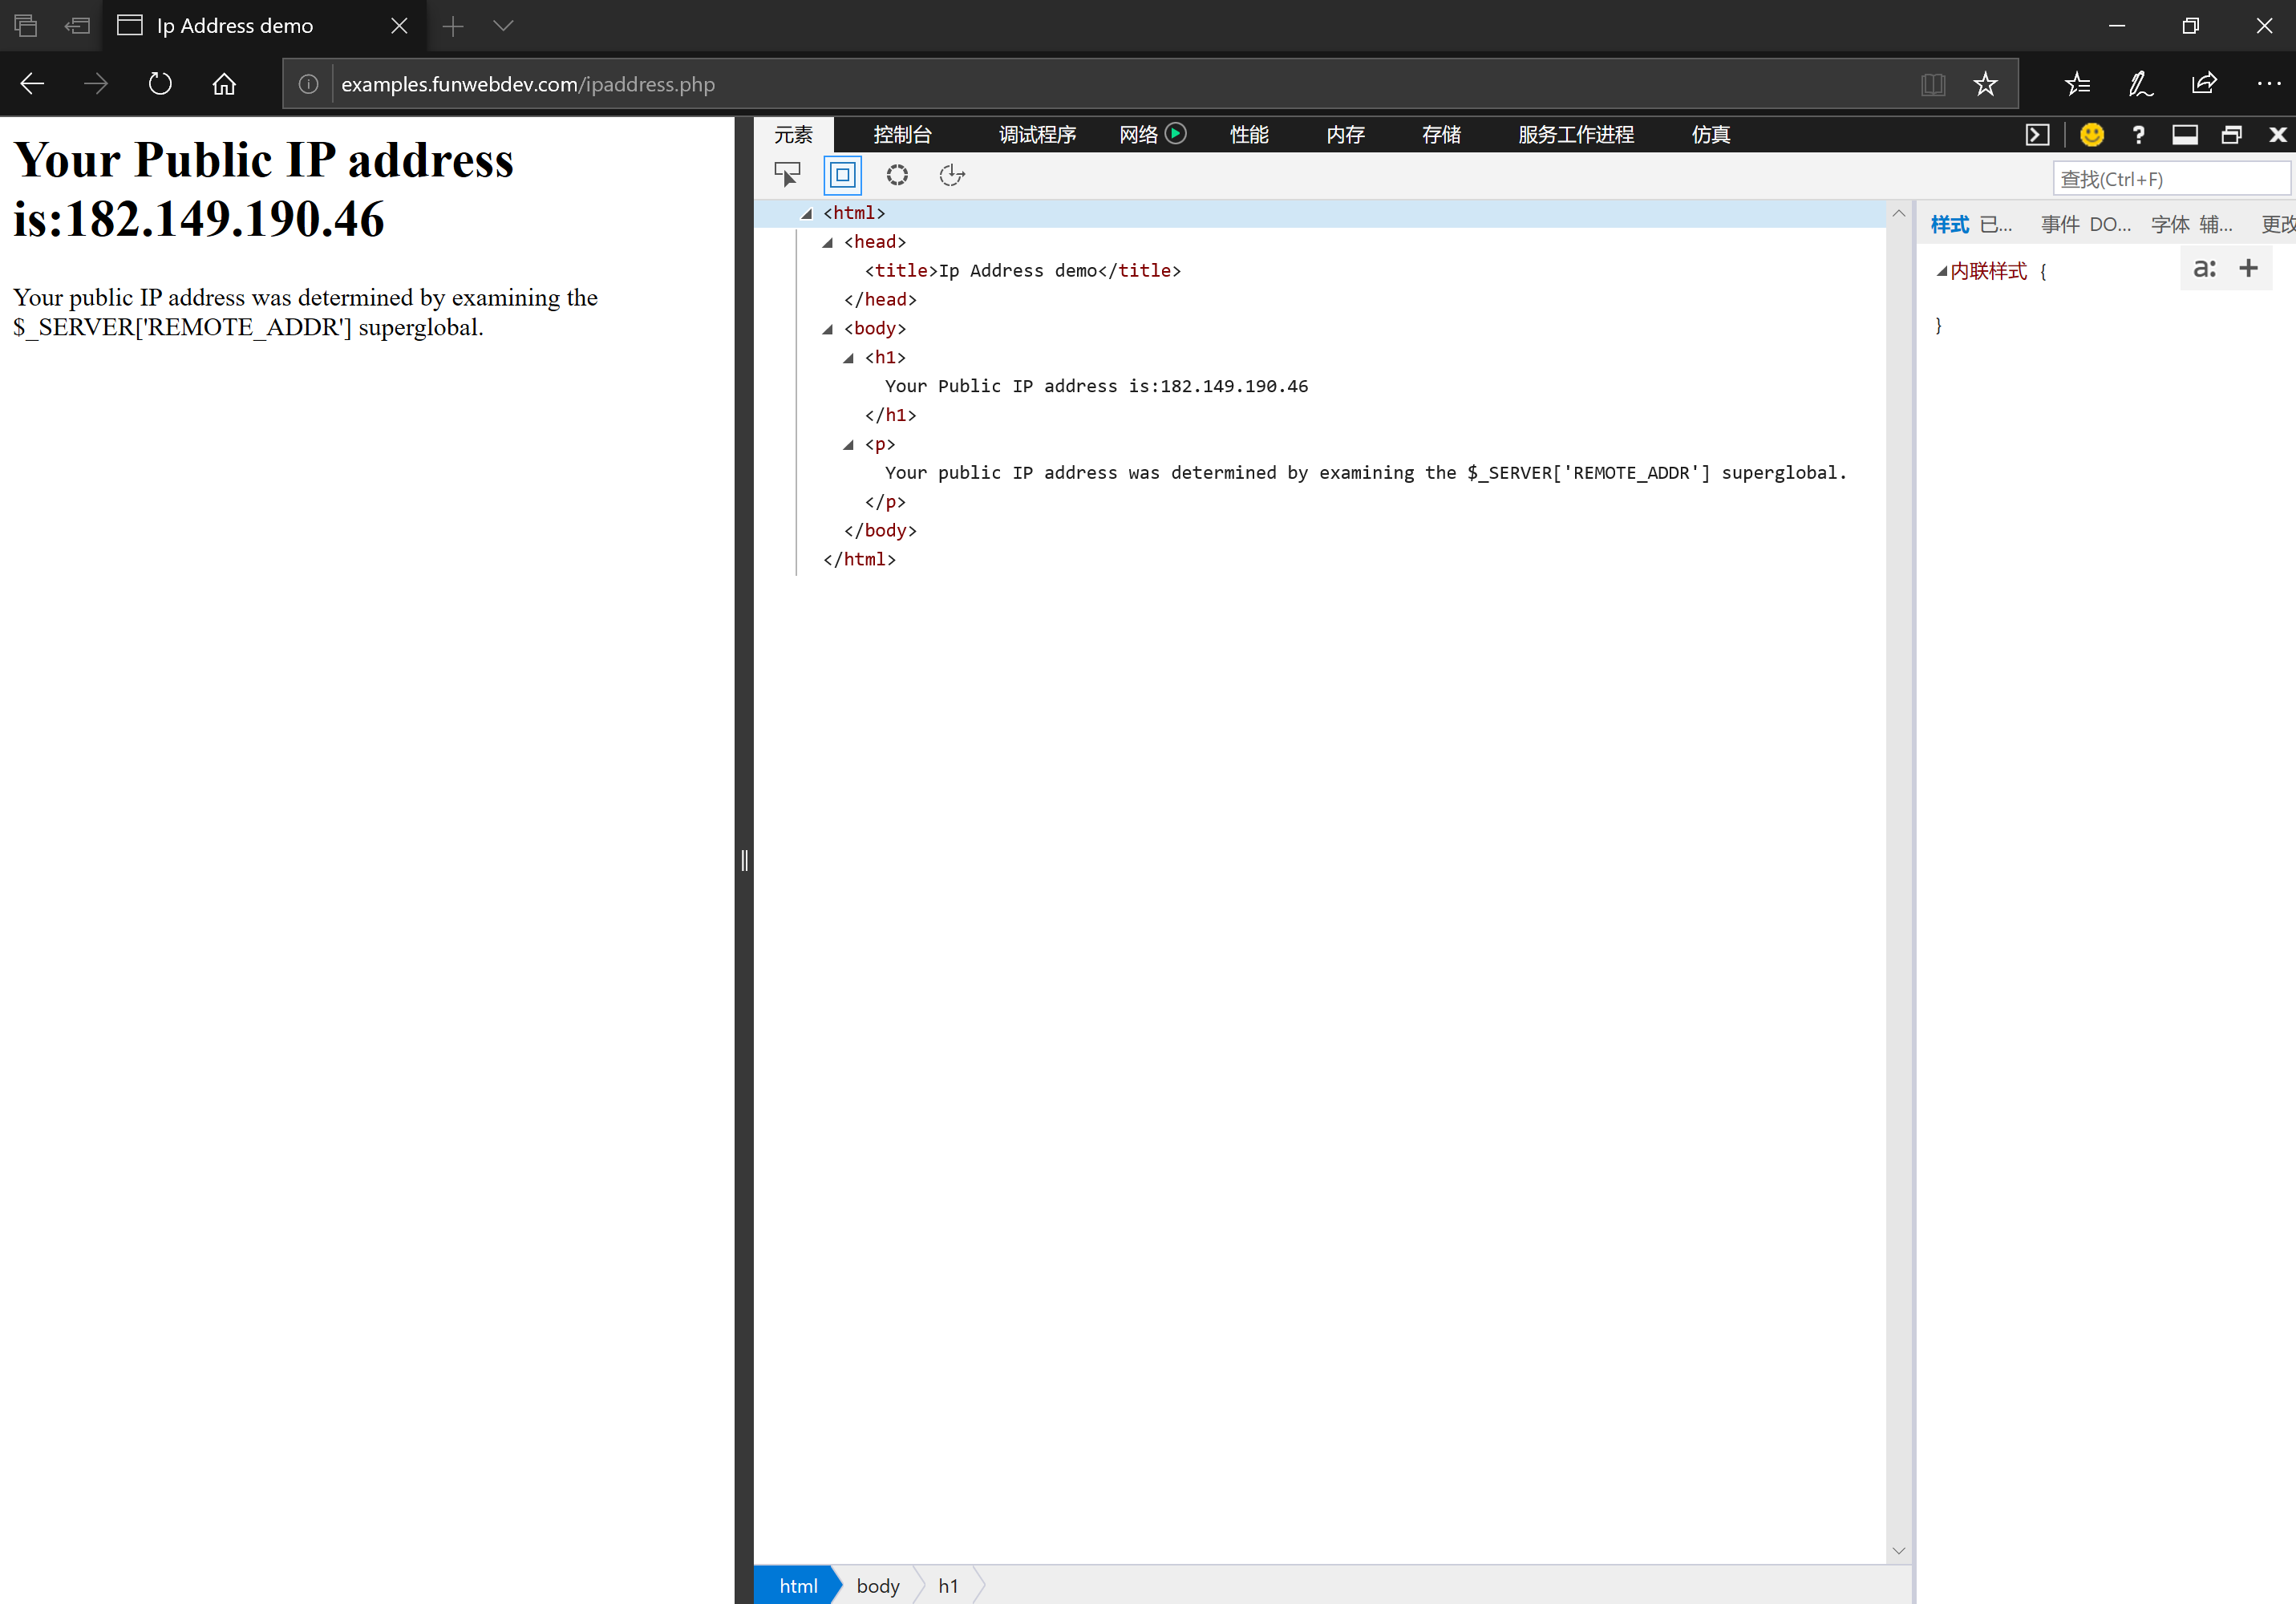 Ip Address demo
examples.funwebdev.com/ipaddress.php
Your Public IP address
is:182.149.190.46
Your public IP address was determined by examining the
$_SERVER['REMOTE_ADDR'] superglobal.
元素 控制台 调试程序 网络 性能 内存 存储 服务工作进程 仿真
查找(Ctrl+F)
<html>
<head>
<title>Ip Address demo</title>
</head>
<body>
<h1>
Your Public IP address is:182.149.190.46
</h1>
<p>
Your public IP address was determined by examining the $_SERVER['REMOTE_ADDR'] superglobal.
</p>
</body>
</html>
样式 已... 事件 DO... 字体 辅... 更改
内联样式 {
a: +
}
html body h1